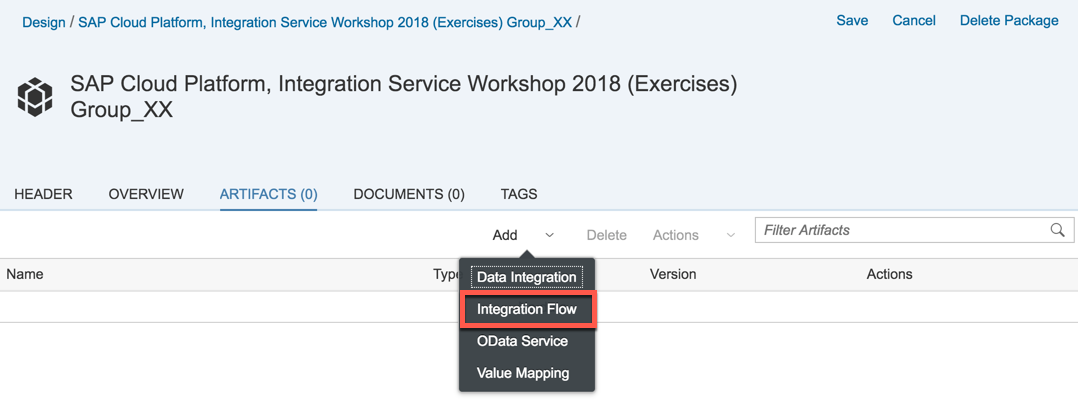 Design / SAP Cloud Platform, Integration Service Workshop 2018 (Exercises) Group_XX /
Save Cancel Delete Package
SAP Cloud Platform, Integration Service Workshop 2018 (Exercises)
Group_XX
HEADER OVERVIEW ARTIFACTS (0) DOCUMENTS (0) TAGS
Add Delete Actions Filter Artifacts
Name Type Version Actions
Data Integration
Integration Flow
OData Service
Value Mapping